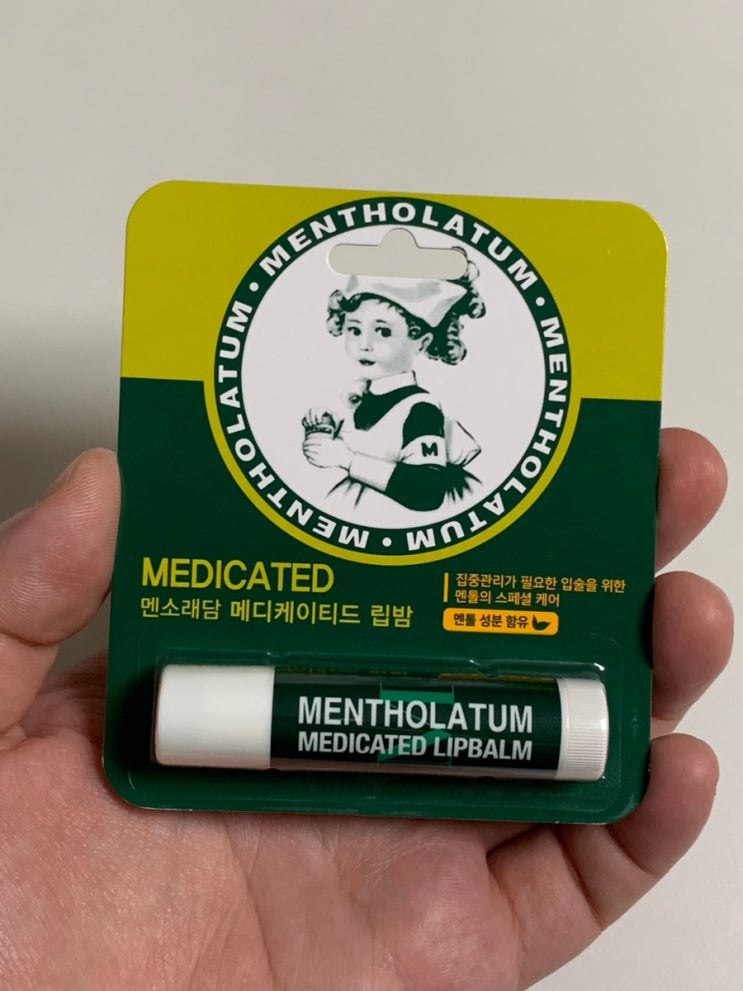 MENTHOLATUM • MENTHOLATUM • MENTHOLATUM • MENTHOLATUM •
M
MEDICATED
멘소래담 메디케이티드 립밤
집중관리가 필요한 입술을 위한
멘톨의 스페셜 케어
멘톨 성분 함유
MENTHOLATUM
MEDICATED LIPBALM